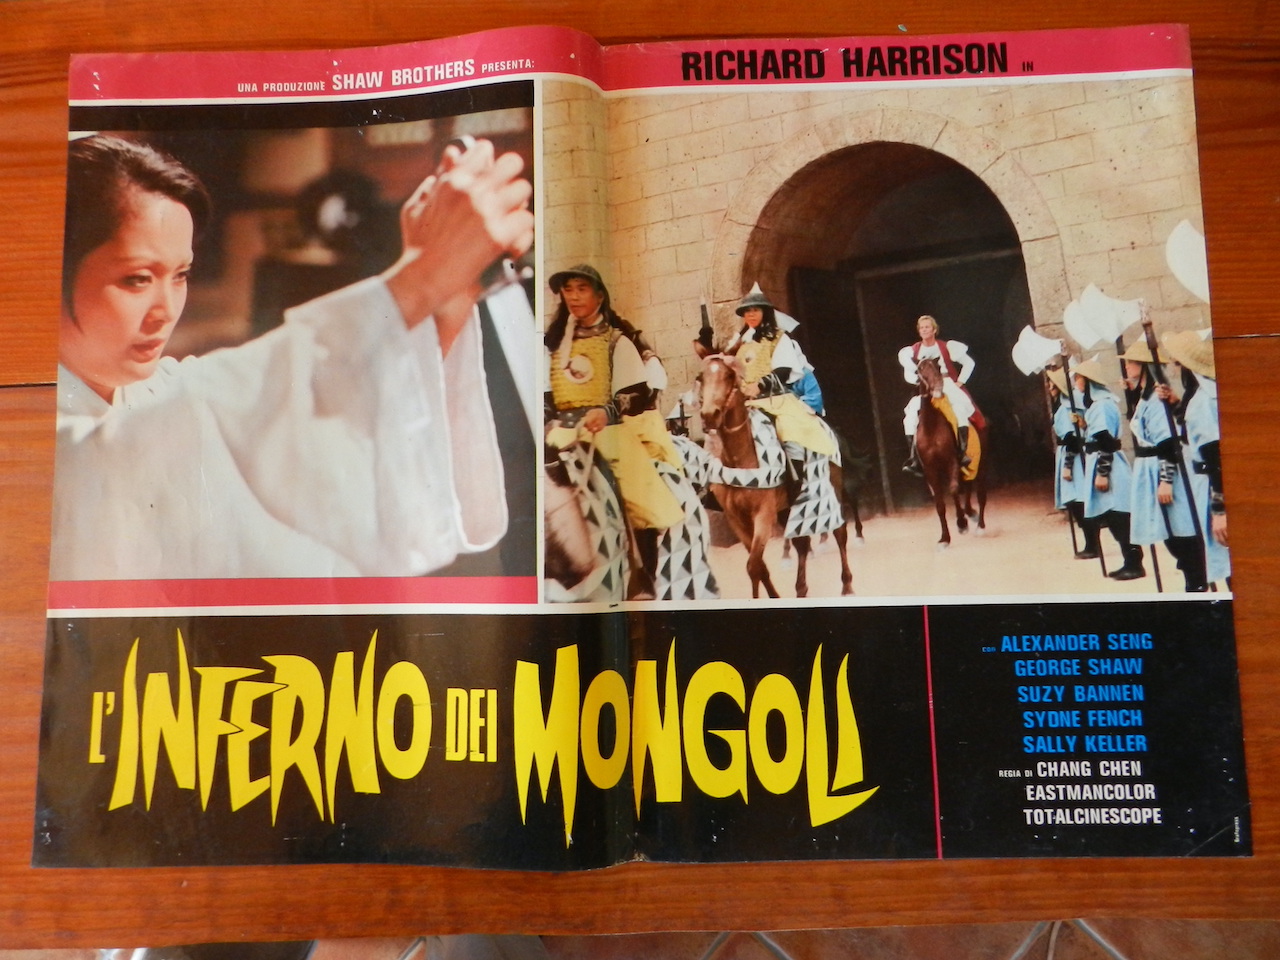 UNA PRODUZIONE SHAW BROTHERS PRESENTA:
RICHARD HARRISON IN
L'INFERNO DEI MONGOLI
con ALEXANDER SENG
GEORGE SHAW
SUZY BANNEN
SYDNE FENCH
SALLY KELLER
REGIA DI CHANG CHEN
EASTMANCOLOR
TOTALCINESCOPE